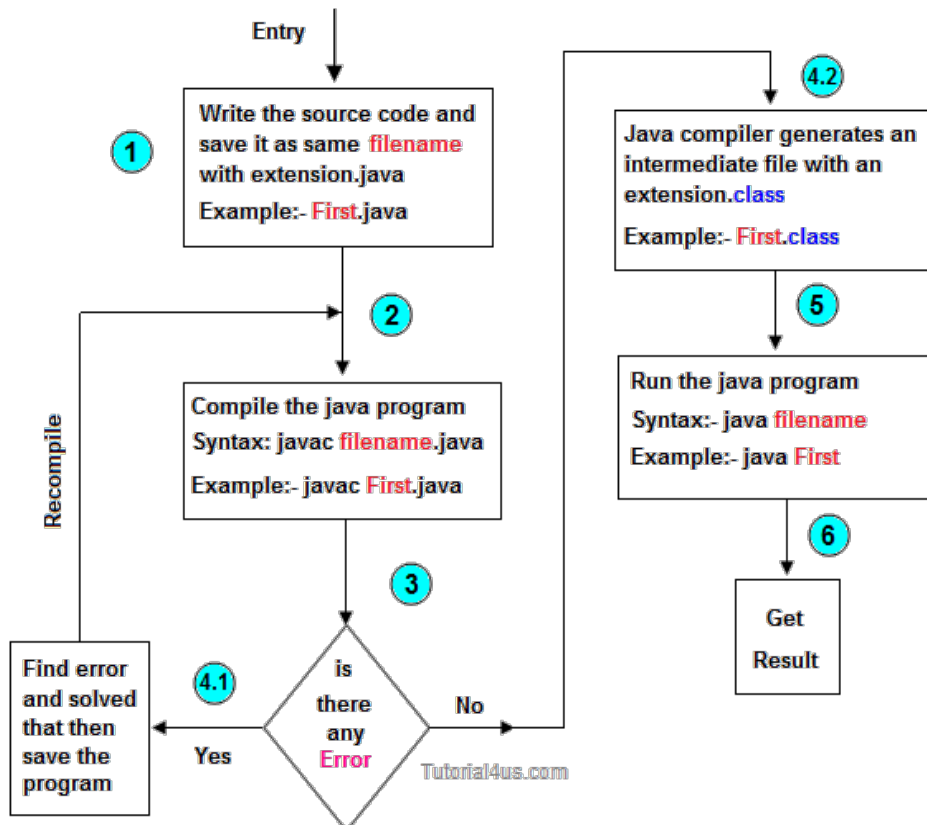 Entry
1
Write the source code and
save it as same filename
with extension.java
Example:- First.java
2
Recompile
Compile the java program
Syntax: javac filename.java
Example:- javac First.java
3
is
there
any
Error
4.1
Yes
Find error
and solved
that then
save the
program
No
4.2
Java compiler generates an
intermediate file with an
extension.class
Example:- First.class
5
Run the java program
Syntax:- java filename
Example:- java First
6
Get
Result
Tutorial4us.com